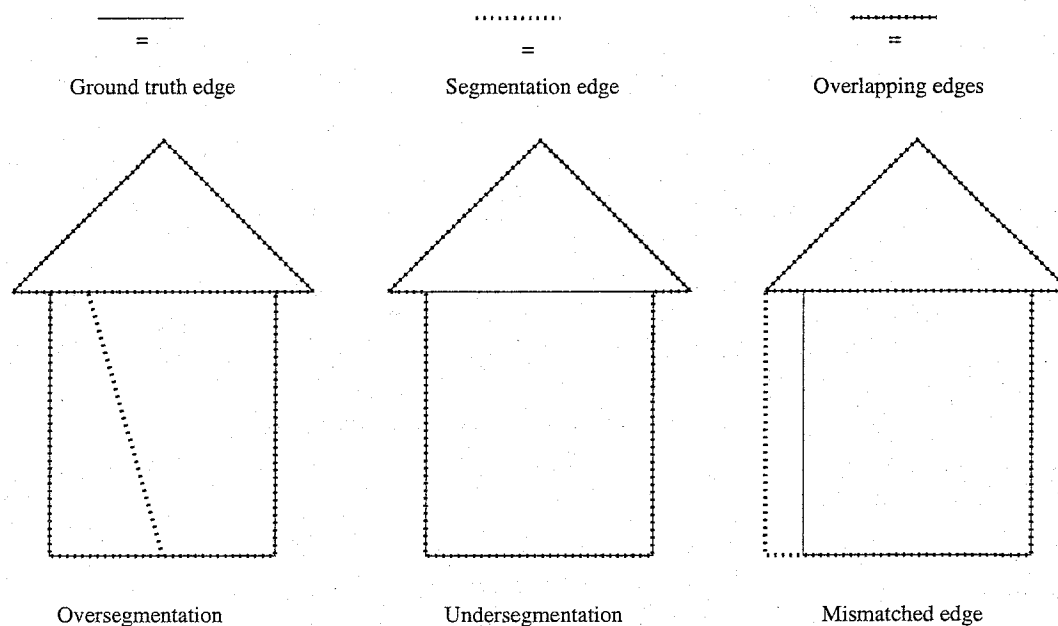 =
=
=
Ground truth edge
Segmentation edge
Overlapping edges
Oversegmentation
Undersegmentation
Mismatched edge